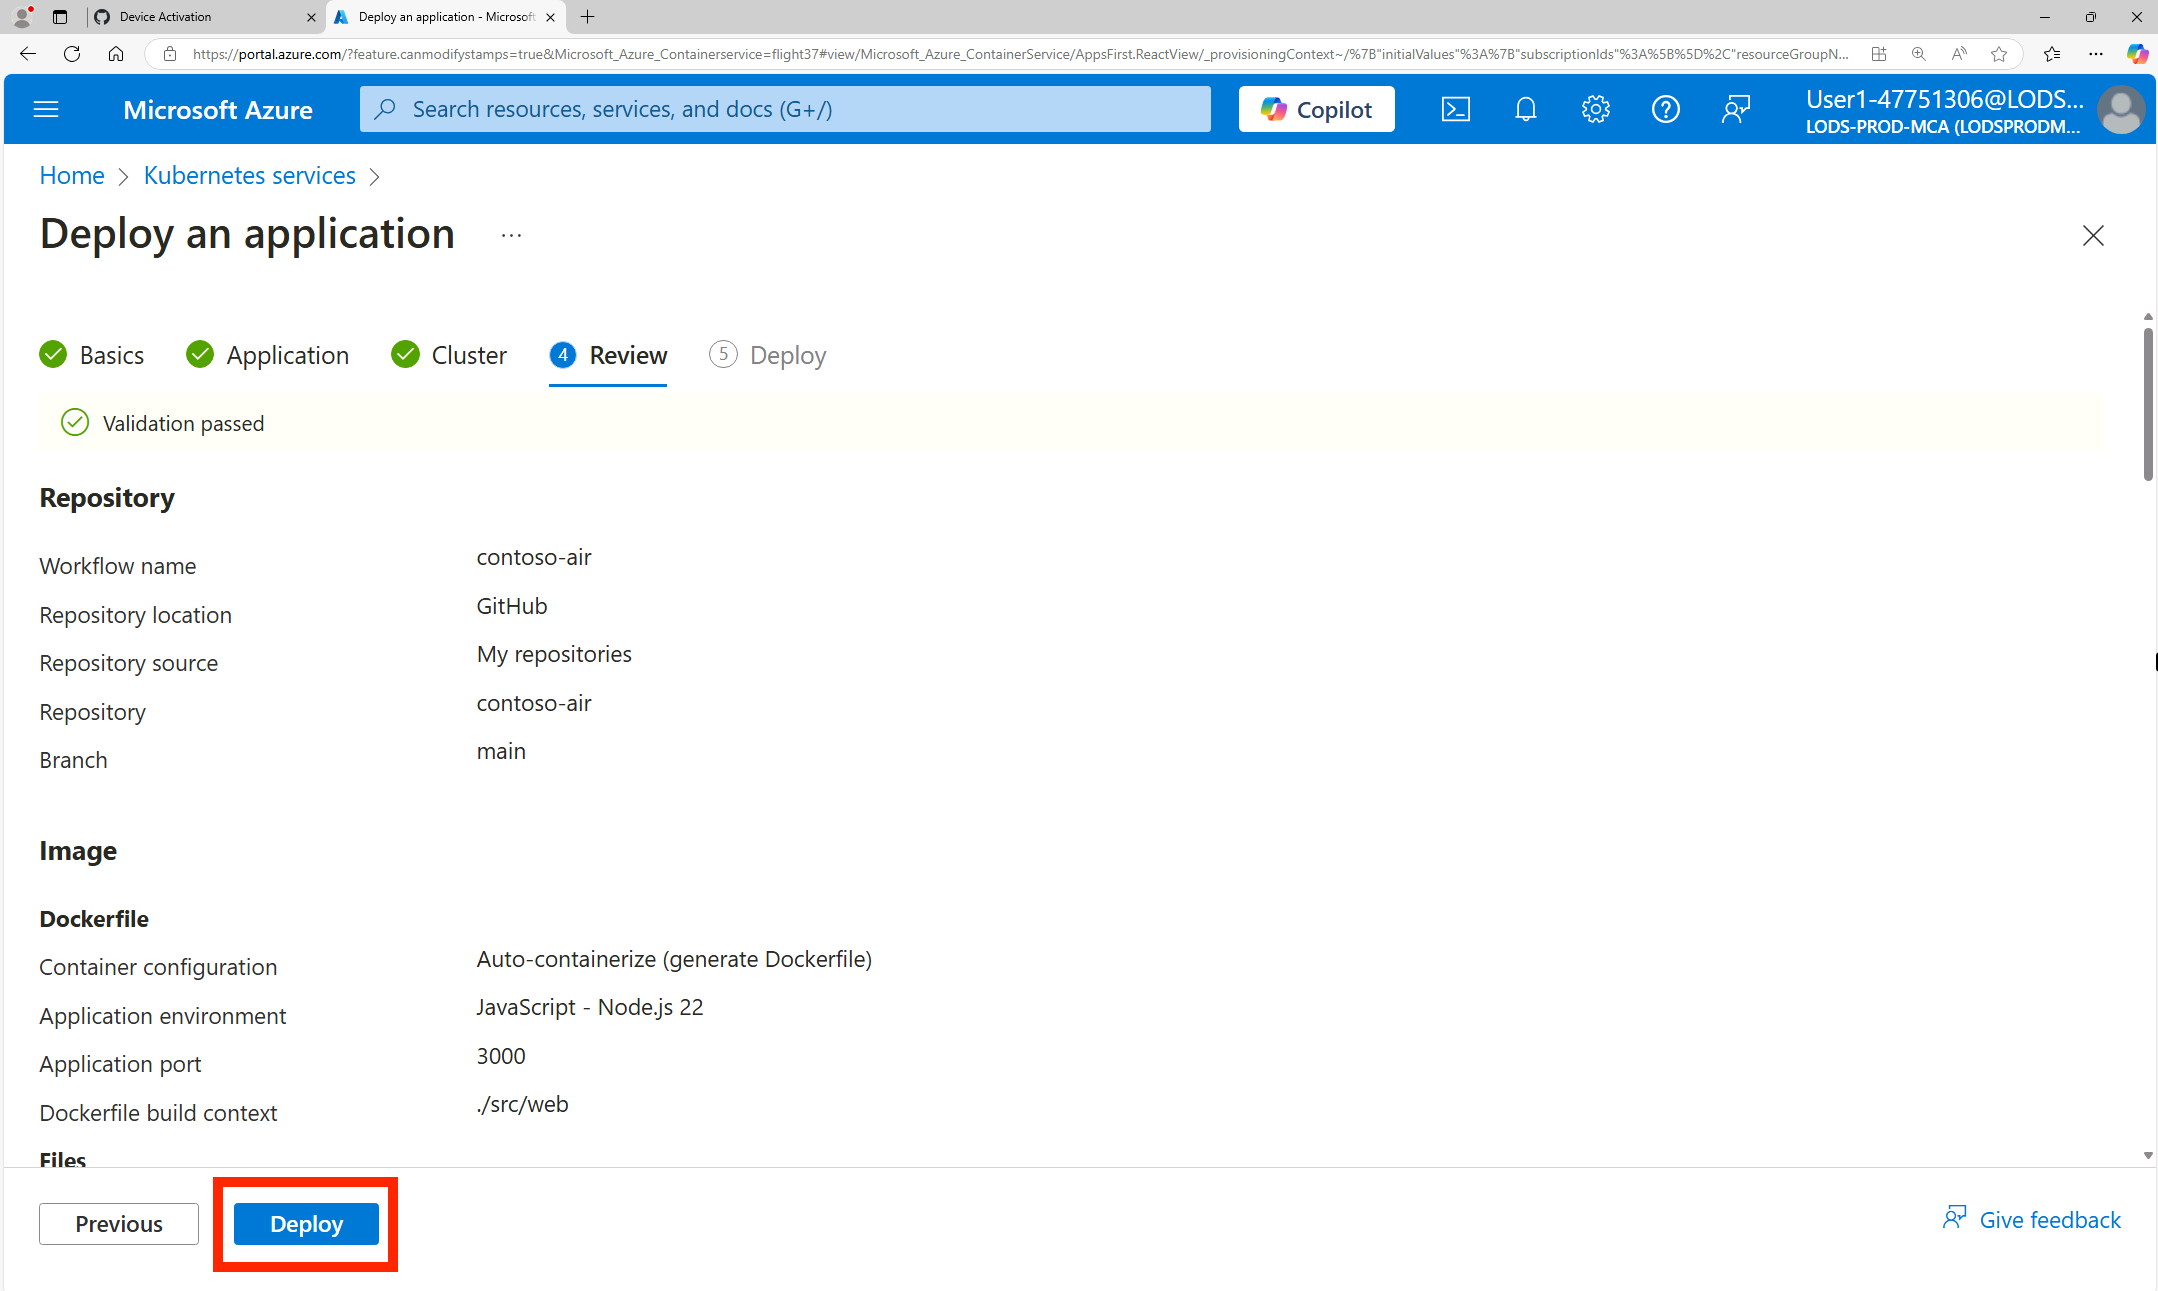 Device Activation
Deploy an application - Microsoft
https://portal.azure.com/?feature.canmodifystamps=true&Microsoft_Azure_Containerservice=flight37#view/Microsoft_Azure_ContainerService/AppsFirst.ReactView/_provisioningContext~/%7B"initialValues"%3A%7B"subscriptionIds"%3A%5B%5D%2C"resourceGroupN...
Microsoft Azure
Search resources, services, and docs (G+/)
Copilot
User1-47751306@LODS...
LODS-PROD-MCA (LODSPRODM...
Home > Kubernetes services >
Deploy an application ...
Basics Application Cluster 4 Review 5 Deploy
Validation passed
Repository
Workflow name contoso-air
Repository location GitHub
Repository source My repositories
Repository contoso-air
Branch main
Image
Dockerfile
Container configuration Auto-containerize (generate Dockerfile)
Application environment JavaScript - Node.js 22
Application port 3000
Dockerfile build context ./src/web
Files
Previous Deploy Give feedback